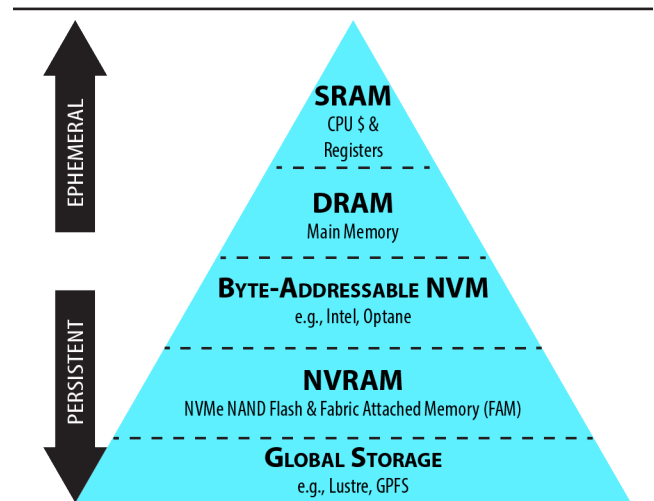 EPHEMERAL
PERSISTENT
SRAM
CPU $ &
Registers
DRAM
Main Memory
BYTE-ADDRESSABLE NVM
e.g., Intel, Optane
NVRAM
NVMe NAND Flash & Fabric Attached Memory (FAM)
GLOBAL STORAGE
e.g., Lustre, GPFS